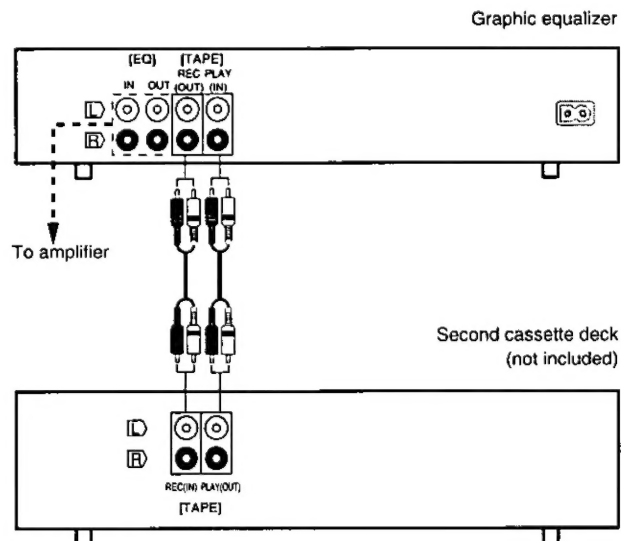 Graphic equalizer
[EQ] [TAPE]
REC PLAY
IN OUT (OUT) (IN)
L
R
To amplifier
Second cassette deck
(not included)
L
R
REC(IN) PLAY(OUT)
[TAPE]